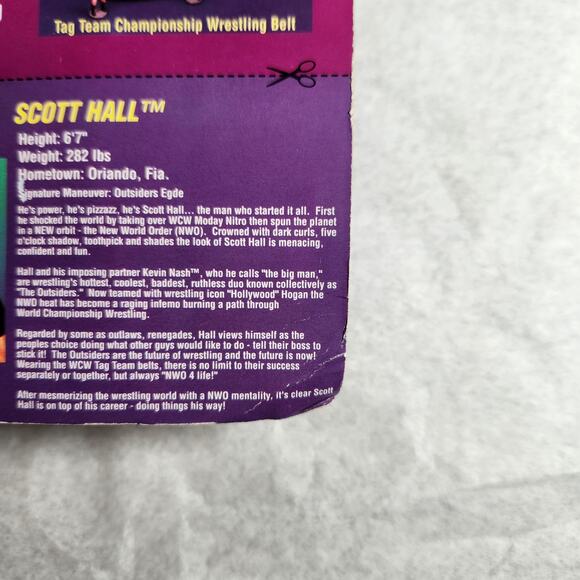 Tag Team Championship Wrestling Belt
SCOTT HALL™
Height: 6'7"
Weight: 282 lbs
Hometown: Oriando, Fia.
Signature Maneuver: Outsiders Egde
He's power, he's pizzazz, he's Scott Hall... the man who started it all. First
he shocked the world by taking over WCW Moday Nitro then spun the planet
in a NEW orbit - the New World Order (NWO). Crowned with dark curls, five
o'clock shadow, toothpick and shades the look of Scott Hall is menacing,
confident and fun.
Hall and his imposing partner Kevin Nash™, who he calls "the big man,"
are wrestling's hottest, coolest, baddest, ruthless duo known collectively as
"The Outsiders." Now teamed with wrestling icon "Hollywood" Hogan the
NWO heat has become a raging inferno burning a path through
World Championship Wrestling.
Regarded by some as outlaws, renegades, Hall views himself as the
peoples choice doing what other guys would like to do - tell their boss to
stick it! The Outsiders are the future of wrestling and the future is now!
Wearing the WCW Tag Team belts, there is no limit to their success
separately or together, but always "NWO 4 life!"
After mesmerizing the wrestling world with a NWO mentality, it's clear Scott
Hall is on top of his career - doing things his way!